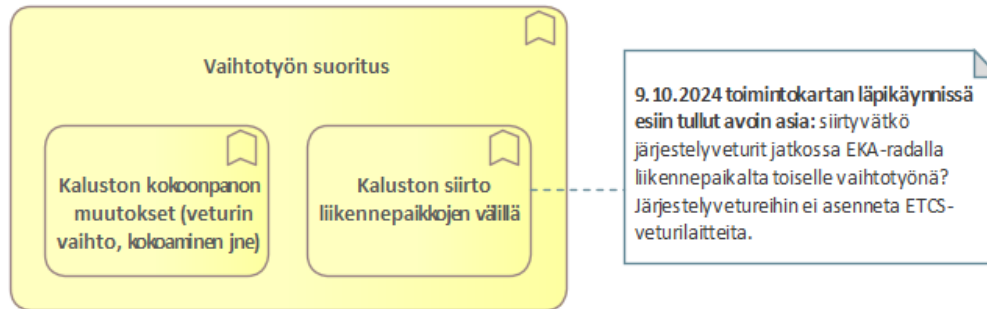 Vaihtotyön suoritus
Kaluston kokoonpanon
muutokset (veturin
vaihto, kokoaminen jne)
Kaluston siirto
liikennepaikkojen välillä
9.10.2024 toimintokartan läpikäynnissä
esiin tullut avoin asia: siirtyvätkö
järjestelyveturit jatkossa EKA-radalla
liikennepaikalta toiselle vaihtotyönä?
Järjestelyvetureihin ei asenneta ETCS-
veturilaitteita.